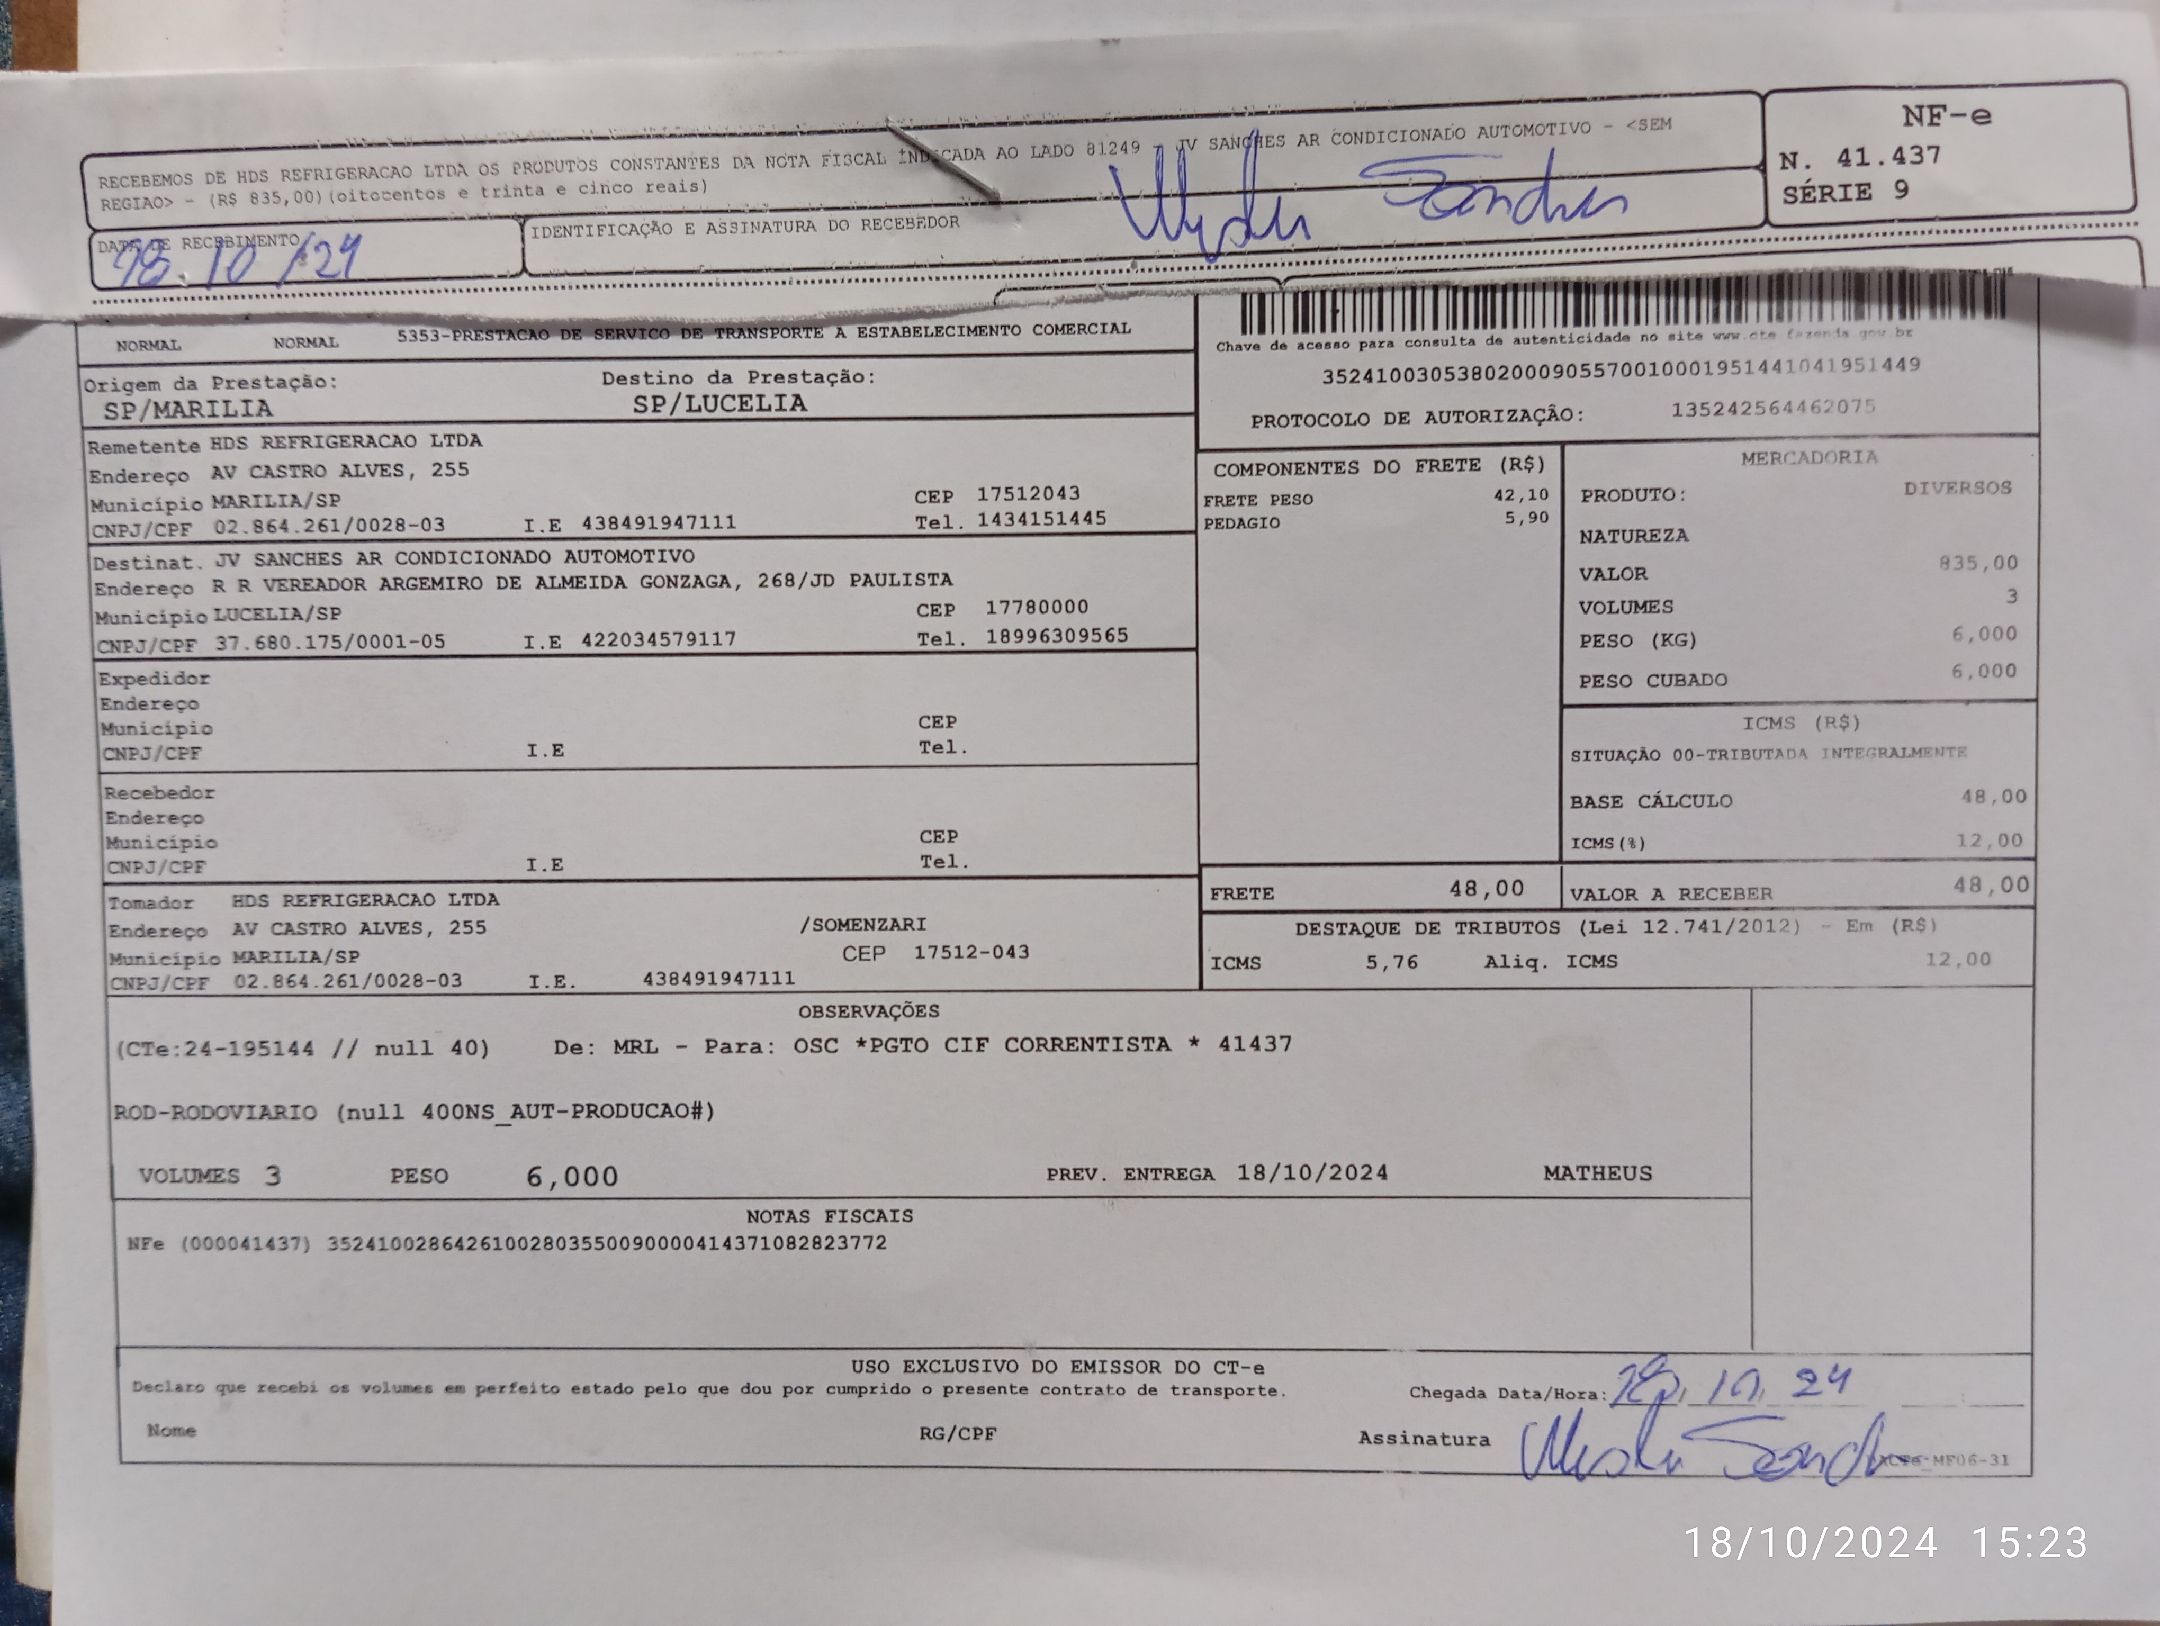 RECEBEMOS DE HDS REFRIGERACAO LTDA OS PRODUTOS CONSTANTES DA NOTA FISCAL INDICADA AO LADO 81249 - JV SANCHES AR CONDICIONADO AUTOMOTIVO - <SEM
REGIAO> - (R$ 835,00)(oitocentos e trinta e cinco reais)
NF-e
N. 41.437
SÉRIE 9
DATA DE RECEBIMENTO
18.10/24
IDENTIFICAÇÃO E ASSINATURA DO RECEBEDOR
NORMAL NORMAL 5353-PRESTACAO DE SERVICO DE TRANSPORTE A ESTABELECIMENTO COMERCIAL
Chave de acesso para consulta de autenticidade no site www.cte fazenda gov.br
35241003053802000905570010001951441041951449
PROTOCOLO DE AUTORIZAÇÃO: 135242564462075
Origem da Prestação: Destino da Prestação:
SP/MARILIA SP/LUCELIA
Remetente HDS REFRIGERACAO LTDA
Endereço AV CASTRO ALVES, 255
Município MARILIA/SP CEP 17512043
CNPJ/CPF 02.864.261/0028-03 I.E 438491947111 Tel. 1434151445
Destinat. JV SANCHES AR CONDICIONADO AUTOMOTIVO
Endereço R R VEREADOR ARGEMIRO DE ALMEIDA GONZAGA, 268/JD PAULISTA
Município LUCELIA/SP CEP 17780000
CNPJ/CPF 37.680.175/0001-05 I.E 422034579117 Tel. 18996309565
Expedidor
Endereço
Município CEP
CNPJ/CPF I.E Tel.
Recebedor
Endereço
Município CEP
CNPJ/CPF I.E Tel.
Tomador HDS REFRIGERACAO LTDA
Endereço AV CASTRO ALVES, 255 /SOMENZARI
Município MARILIA/SP CEP 17512-043
CNPJ/CPF 02.864.261/0028-03 I.E. 438491947111
COMPONENTES DO FRETE (R$)
FRETE PESO 42,10
PEDAGIO 5,90
MERCADORIA
PRODUTO: DIVERSOS
NATUREZA
VALOR 835,00
VOLUMES 3
PESO (KG) 6,000
PESO CUBADO 6,000
ICMS (R$)
SITUAÇÃO 00-TRIBUTADA INTEGRALMENTE
BASE CÁLCULO 48,00
ICMS(%) 12,00
FRETE 48,00 VALOR A RECEBER 48,00
DESTAQUE DE TRIBUTOS (Lei 12.741/2012) - Em (R$)
ICMS 5,76 Aliq. ICMS 12,00
OBSERVAÇÕES
(CTe:24-195144 // null 40) De: MRL - Para: OSC *PGTO CIF CORRENTISTA * 41437
ROD-RODOVIARIO (null 400NS_AUT-PRODUCAO#)
VOLUMES 3 PESO 6,000 PREV. ENTREGA 18/10/2024 MATHEUS
NOTAS FISCAIS
NFe (000041437) 35241002864261002803550090000414371082823772
USO EXCLUSIVO DO EMISSOR DO CT-e
Declaro que recebi os volumes em perfeito estado pelo que dou por cumprido o presente contrato de transporte.
Chegada Data/Hora: 18.10.24
Nome RG/CPF Assinatura
MF06-31
18/10/2024 15:23